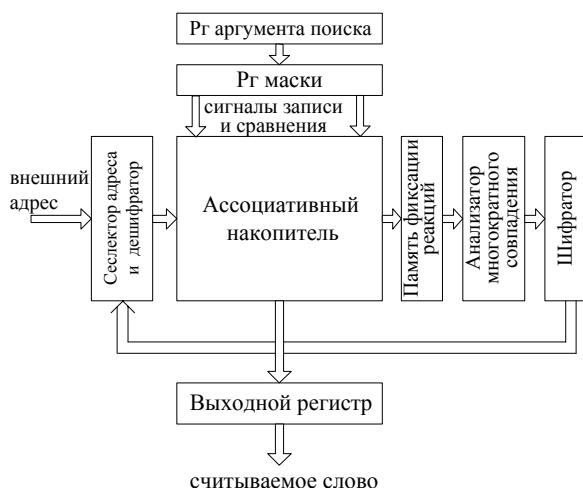 Рг аргумента поиска
Рг маски
сигналы записи
и сравнения
внешний
адрес
Сеслектор адреса
и дешифратор
Ассоциативный
накопитель
Память фиксации
реакций
Анализатор
многократного
совпадения
Шифратор
Выходной регистр
считываемое слово